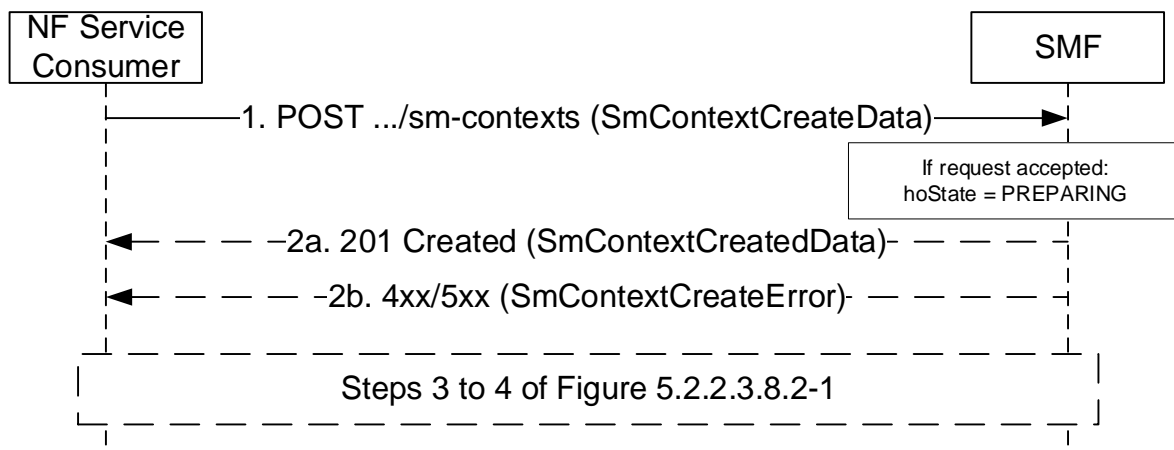 NF Service
Consumer
SMF
1. POST .../sm-contexts (SmContextCreateData)
If request accepted:
hoState = PREPARING
2a. 201 Created (SmContextCreatedData)
2b. 4xx/5xx (SmContextCreateError)
Steps 3 to 4 of Figure 5.2.2.3.8.2-1